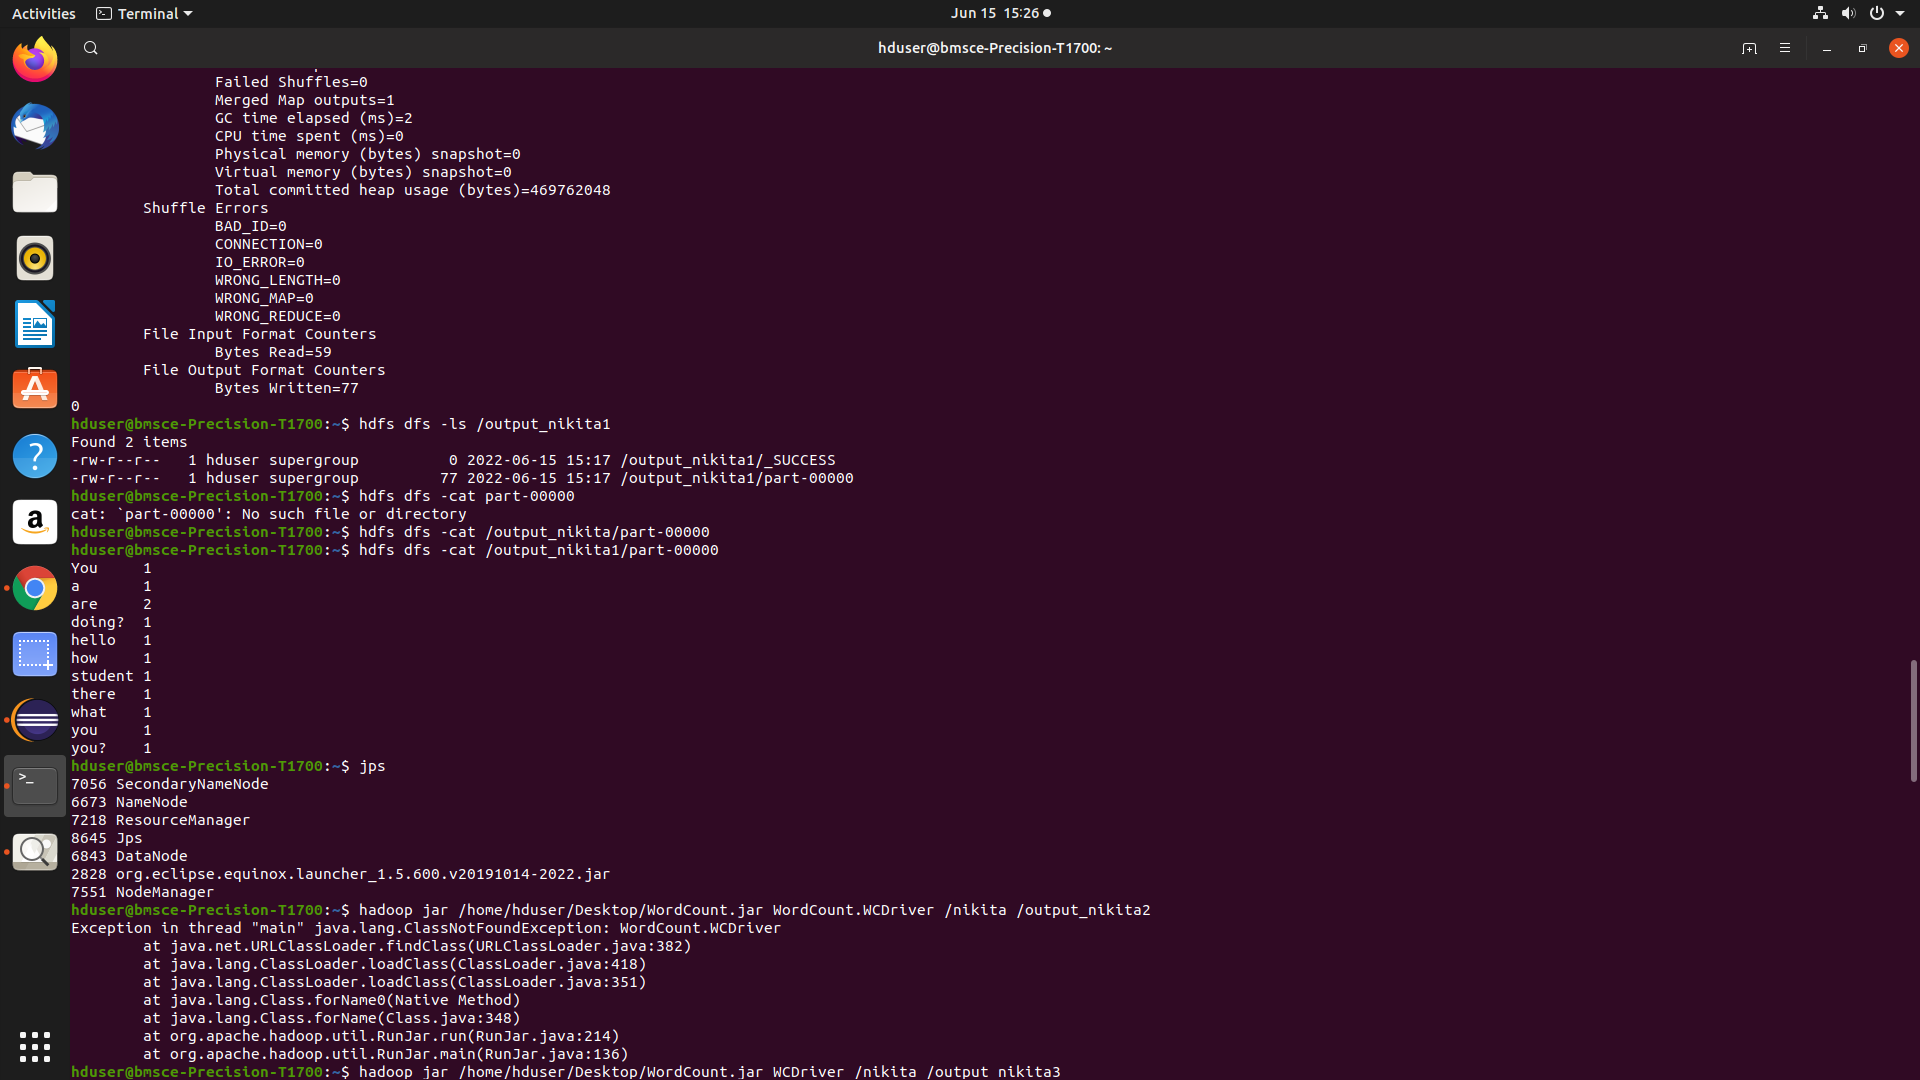 Activities Terminal Jun 15 15:26
hduser@bmsce-Precision-T1700: ~
Failed Shuffles=0
Merged Map outputs=1
GC time elapsed (ms)=2
CPU time spent (ms)=0
Physical memory (bytes) snapshot=0
Virtual memory (bytes) snapshot=0
Total committed heap usage (bytes)=469762048
Shuffle Errors
BAD_ID=0
CONNECTION=0
IO_ERROR=0
WRONG_LENGTH=0
WRONG_MAP=0
WRONG_REDUCE=0
File Input Format Counters
Bytes Read=59
File Output Format Counters
Bytes Written=77
0
hduser@bmsce-Precision-T1700:~$ hdfs dfs -ls /output_nikita1
Found 2 items
-rw-r--r--   1 hduser supergroup          0 2022-06-15 15:17 /output_nikita1/_SUCCESS
-rw-r--r--   1 hduser supergroup         77 2022-06-15 15:17 /output_nikita1/part-00000
hduser@bmsce-Precision-T1700:~$ hdfs dfs -cat part-00000
cat: `part-00000': No such file or directory
hduser@bmsce-Precision-T1700:~$ hdfs dfs -cat /output_nikita/part-00000
hduser@bmsce-Precision-T1700:~$ hdfs dfs -cat /output_nikita1/part-00000
You     1
a       1
are     2
doing?  1
hello   1
how     1
student 1
there   1
what    1
you     1
you?    1
hduser@bmsce-Precision-T1700:~$ jps
7056 SecondaryNameNode
6673 NameNode
7218 ResourceManager
8645 Jps
6843 DataNode
2828 org.eclipse.equinox.launcher_1.5.600.v20191014-2022.jar
7551 NodeManager
hduser@bmsce-Precision-T1700:~$ hadoop jar /home/hduser/Desktop/WordCount.jar WordCount.WCDriver /nikita /output_nikita2
Exception in thread "main" java.lang.ClassNotFoundException: WordCount.WCDriver
at java.net.URLClassLoader.findClass(URLClassLoader.java:382)
at java.lang.ClassLoader.loadClass(ClassLoader.java:418)
at java.lang.ClassLoader.loadClass(ClassLoader.java:351)
at java.lang.Class.forName0(Native Method)
at java.lang.Class.forName(Class.java:348)
at org.apache.hadoop.util.RunJar.run(RunJar.java:214)
at org.apache.hadoop.util.RunJar.main(RunJar.java:136)
hduser@bmsce-Precision-T1700:~$ hadoop jar /home/hduser/Desktop/WordCount.jar WCDriver /nikita /output_nikita3